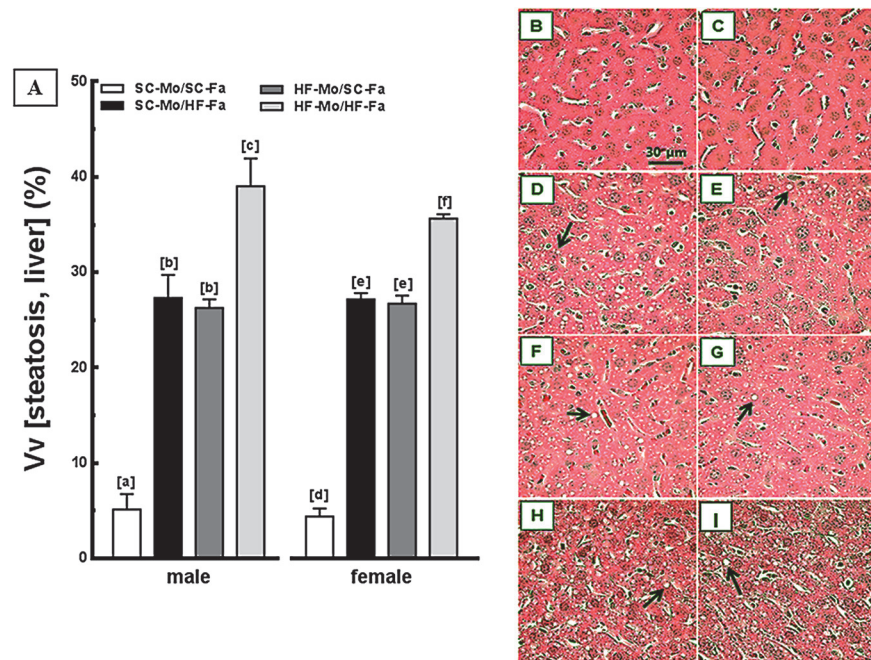 A
Vv [steatosis, liver] (%)
50
40
30
20
10
0
SC-Mo/SC-Fa
HF-Mo/SC-Fa
SC-Mo/HF-Fa
HF-Mo/HF-Fa
[a]
[b]
[b]
[c]
[d]
[e]
[e]
[f]
male
female
B
C
30 µm
D
E
F
G
H
I